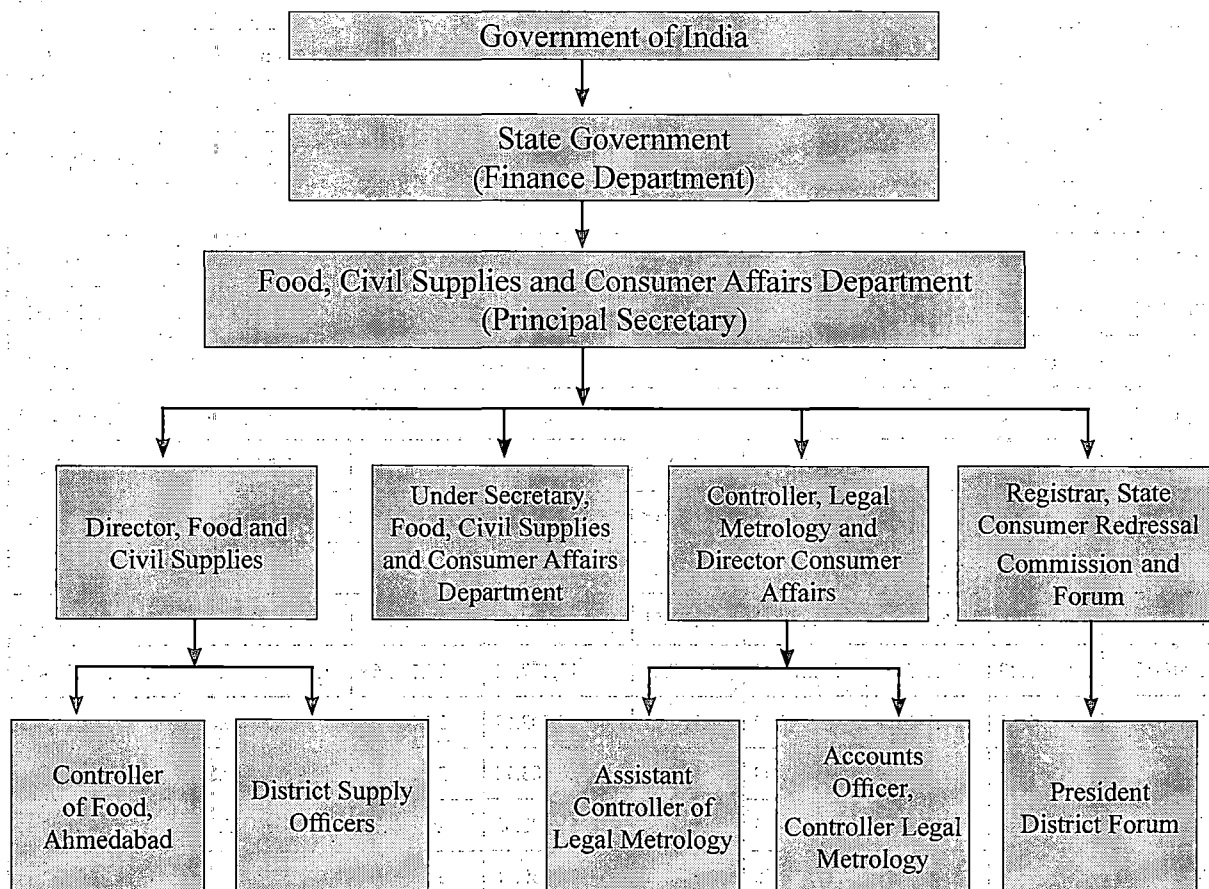 Government of India
State Government
(Finance Department)
Food, Civil Supplies and Consumer Affairs Department
(Principal Secretary)
Director, Food and
Civil Supplies
Under Secretary,
Food, Civil Supplies
and Consumer Affairs
Department
Controller, Legal
Metrology and
Director Consumer
Affairs
Registrar, State
Consumer Redressal
Commission and
Forum
Controller
of Food,
Ahmedabad
District Supply
Officers
Assistant
Controller of
Legal Metrology
Accounts
Officer,
Controller Legal
Metrology
President
District Forum